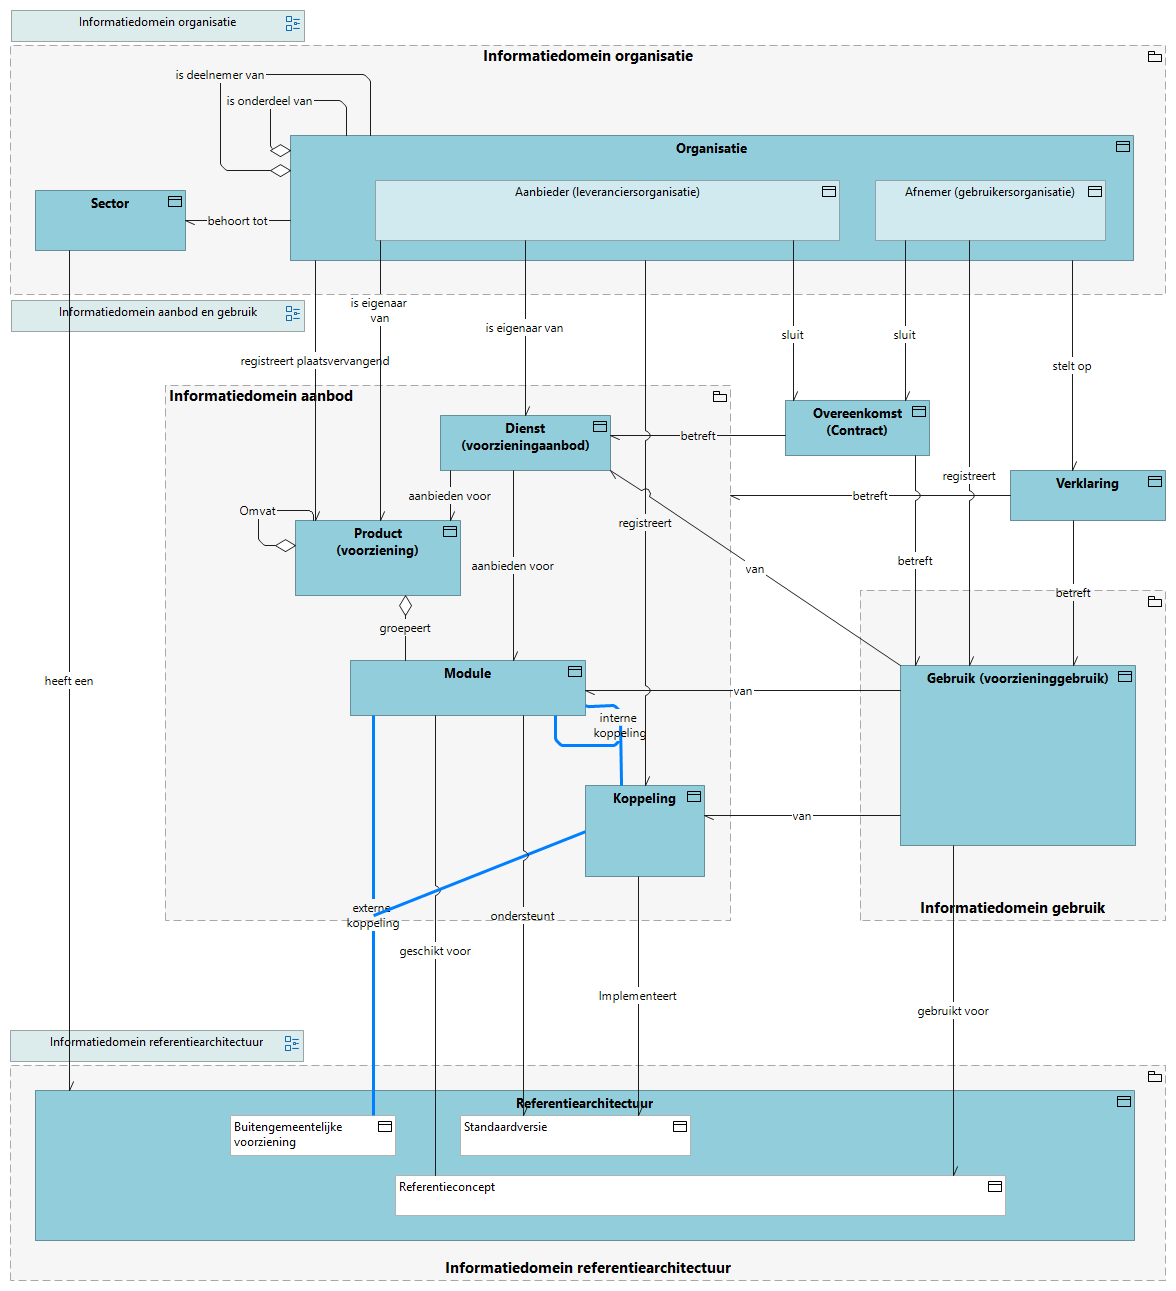 Informatiedomein organisatie
Informatiedomein organisatie
is deelnemer van
is onderdeel van
Organisatie
Aanbieder (leveranciersorganisatie)
Afnemer (gebruikersorganisatie)
Sector
behoort tot
Informatiedomein aanbod en gebruik
is eigenaar
van
is eigenaar van
sluit
sluit
registreert plaatsvervangend
stelt op
Informatiedomein aanbod
Dienst
(voorzieningaanbod)
betreft
Overeenkomst
(Contract)
registreert
Verklaring
aanbieden voor
betreft
Omvat
Product
(voorziening)
registreert
aanbieden voor
van
betreft
betreft
groepeert
Module
Gebruik (voorzieninggebruik)
heeft een
van
interne
koppeling
Koppeling
van
externe
koppeling
ondersteunt
Informatiedomein gebruik
geschikt voor
Implementeert
gebruikt voor
Informatiedomein referentiearchitectuur
Referentiearchitectuur
Buitengemeentelijke
voorziening
Standaardversie
Referentieconcept
Informatiedomein referentiearchitectuur